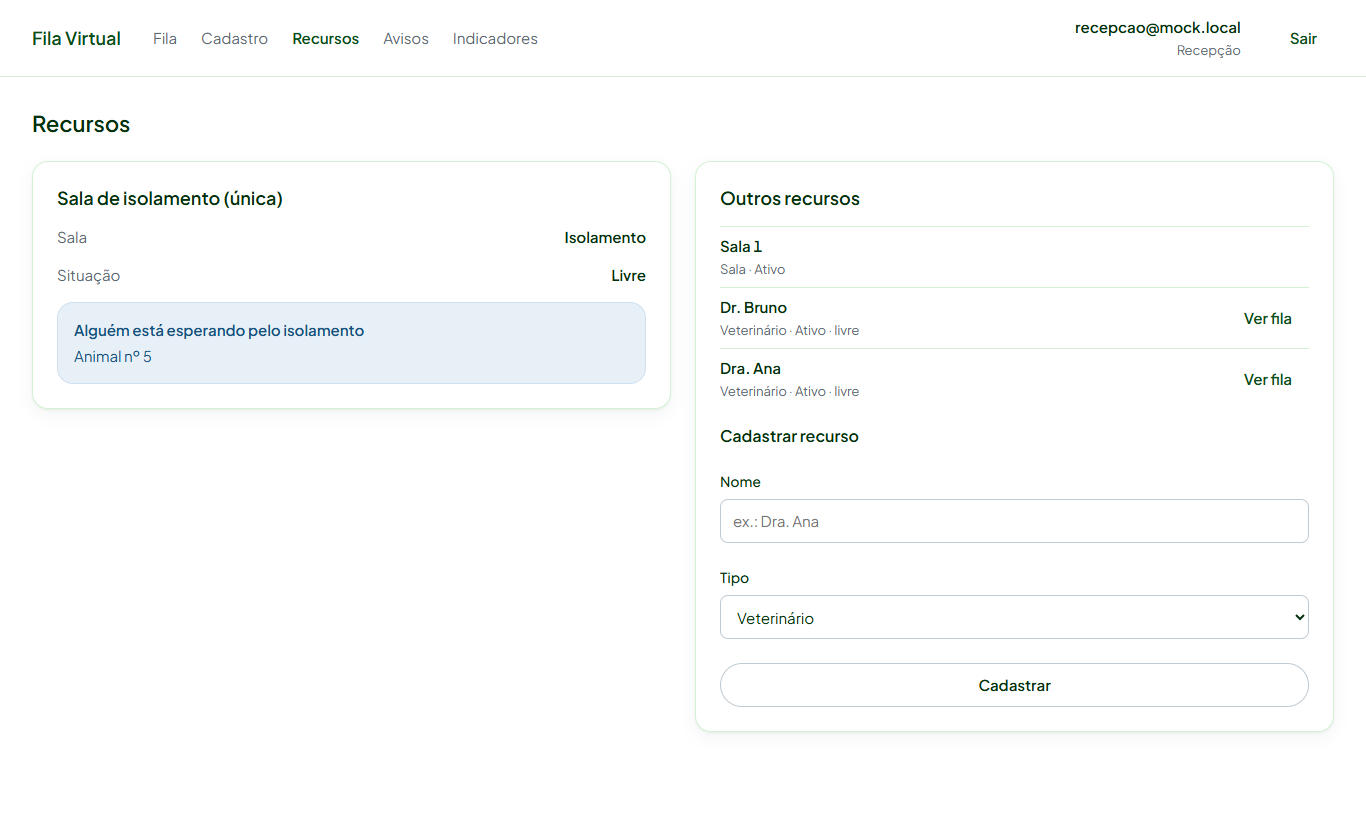 Fila Virtual
Fila
Cadastro
Recursos
Avisos
Indicadores
recepcao@mock.local
Recepção
Sair
Recursos
Sala de isolamento (única)
Sala
Isolamento
Situação
Livre
Alguém está esperando pelo isolamento
Animal nº 5
Outros recursos
Sala 1
Sala · Ativo
Dr. Bruno
Veterinário · Ativo · livre
Ver fila
Dra. Ana
Veterinário · Ativo · livre
Ver fila
Cadastrar recurso
Nome
ex.: Dra. Ana
Tipo
Veterinário
Cadastrar